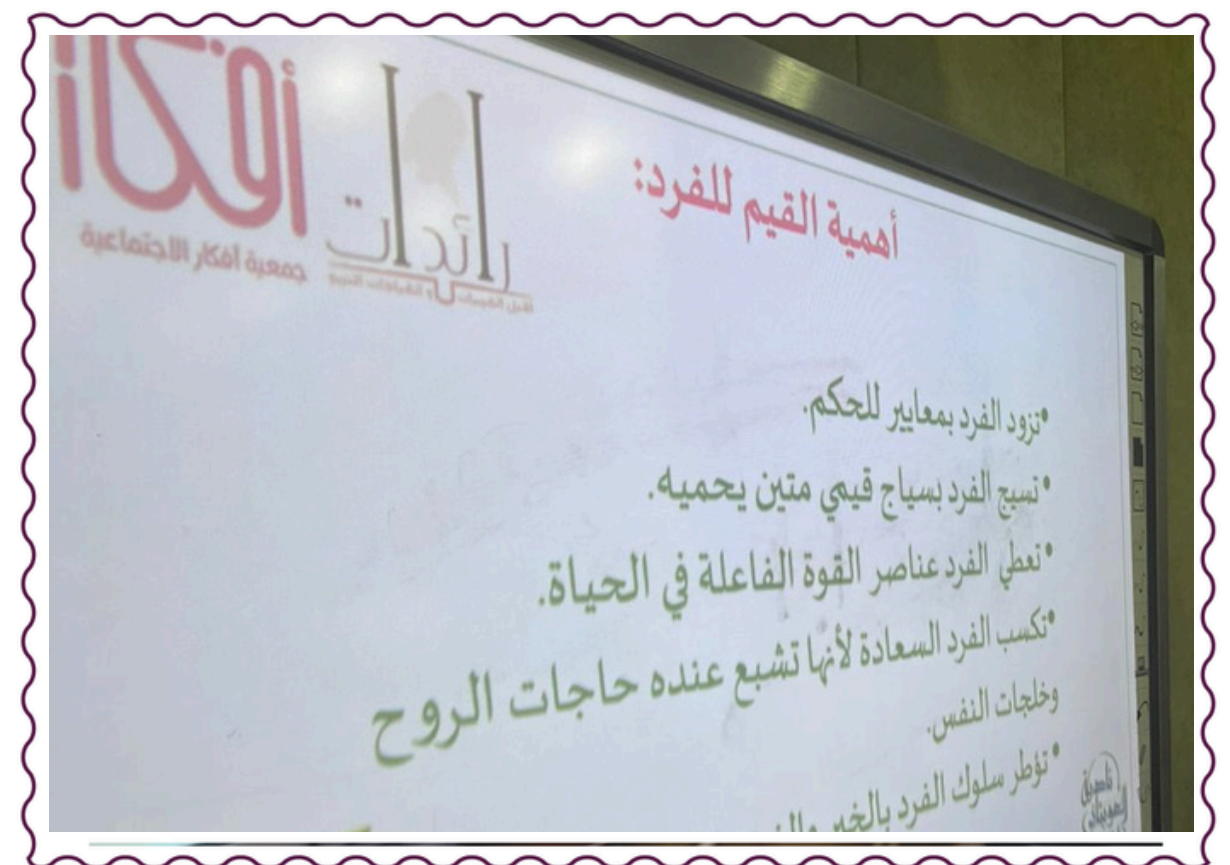 أفكار
جمعية أفكار الاجتماعية
رائدات
أهمية القيم للفرد:
•تزود الفرد بمعايير للحكم.
•تسيج الفرد بسياج قيمي متين يحميه.
•تعطي الفرد عناصر القوة الفاعلة في الحياة.
•تكسب الفرد السعادة لأنها تشبع عنده حاجات الروح
وخلجات النفس.
•تؤطر سلوك الفرد بالخير